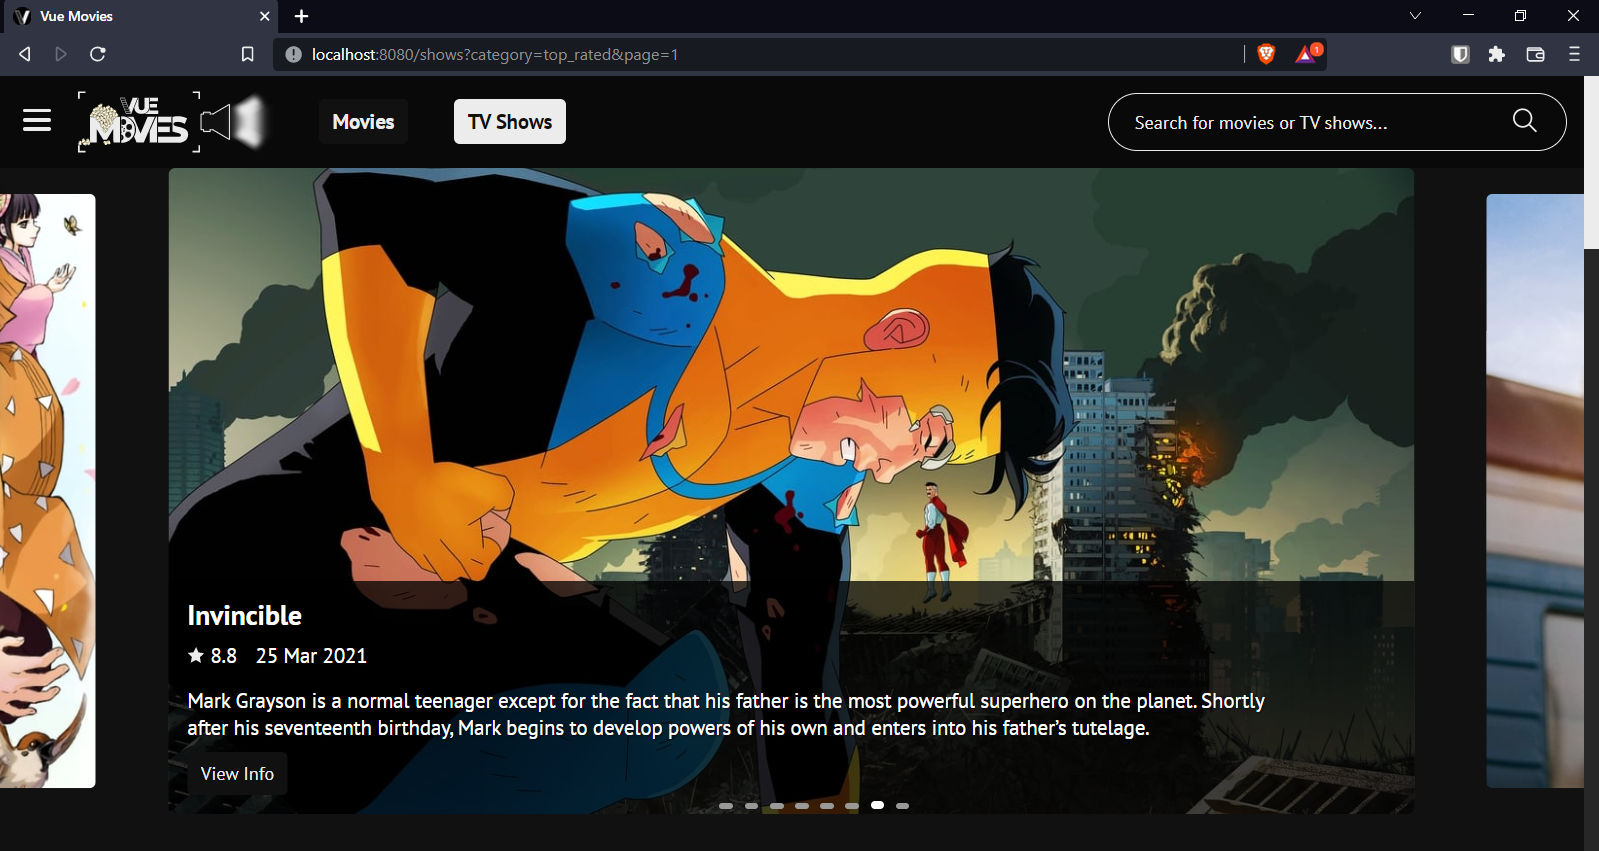 Vue Movies
localhost:8080/shows?category=top_rated&page=1
1
VUE
MOVIES
Movies
TV Shows
Search for movies or TV shows...
Invincible
8.8 25 Mar 2021
Mark Grayson is a normal teenager except for the fact that his father is the most powerful superhero on the planet. Shortly
after his seventeenth birthday, Mark begins to develop powers of his own and enters into his father’s tutelage.
View Info